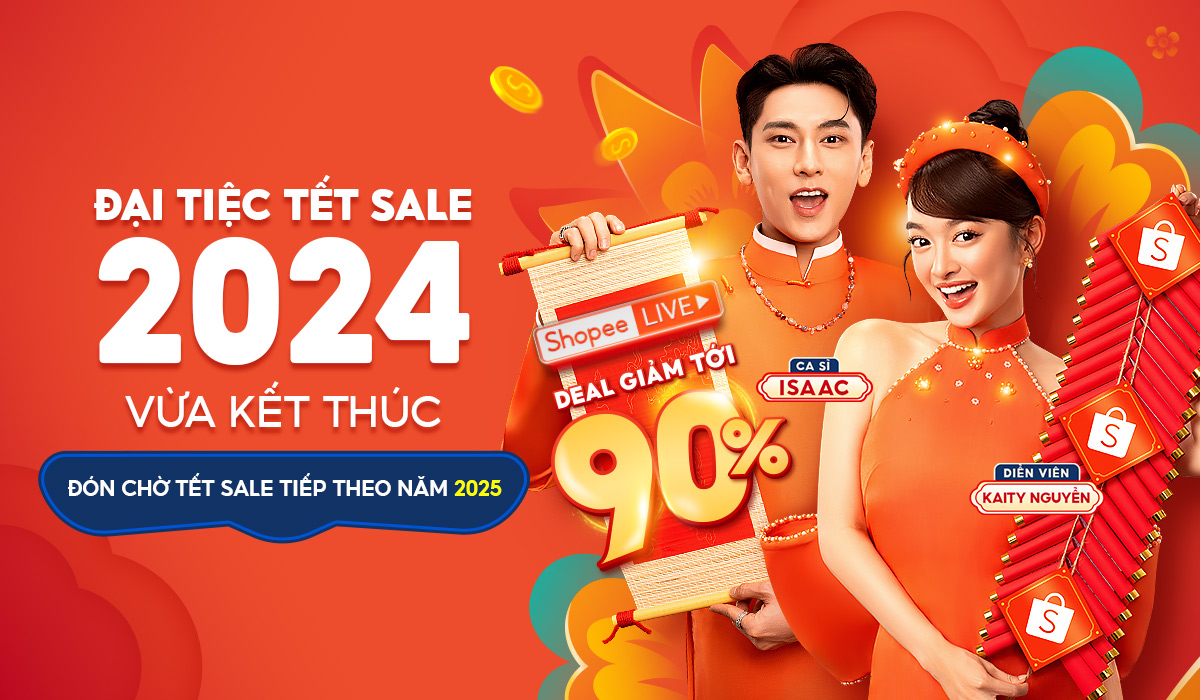 ĐẠI TIỆC TẾT SALE
2024
VỪA KẾT THÚC
ĐÓN CHỜ TẾT SALE TIẾP THEO NĂM 2025
Shopee LIVE
DEAL GIẢM TỚI
90%
CA SĨ
ISAAC
DIỄN VIÊN
KAITY NGUYỄN
S
S
S